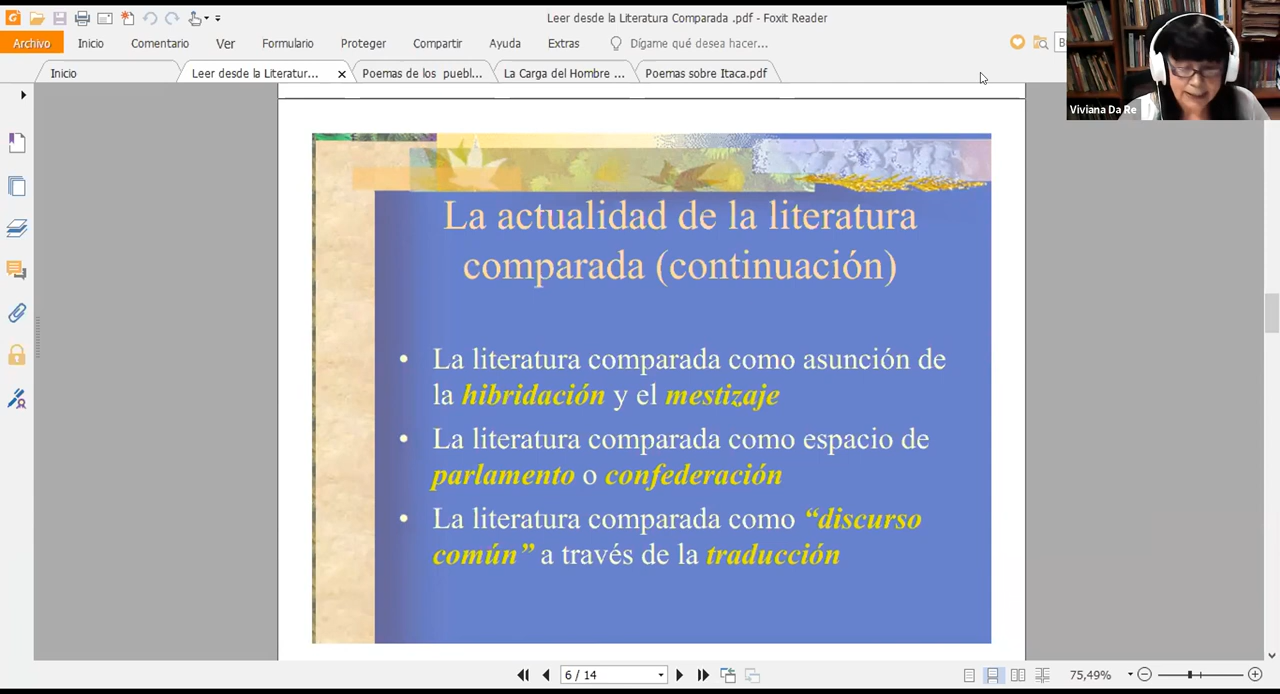 Leer desde la Literatura Comparada .pdf - Foxit Reader
Archivo Inicio Comentario Ver Formulario Proteger Compartir Ayuda Extras Dígame qué desea hacer...
Inicio Leer desde la Literatur... Poemas de los puebl... La Carga del Hombre ... Poemas sobre Itaca.pdf
Viviana Da Re
La actualidad de la literatura
comparada (continuación)
• La literatura comparada como asunción de
la hibridación y el mestizaje
• La literatura comparada como espacio de
parlamento o confederación
• La literatura comparada como “discurso
común” a través de la traducción
6 / 14
75,49%